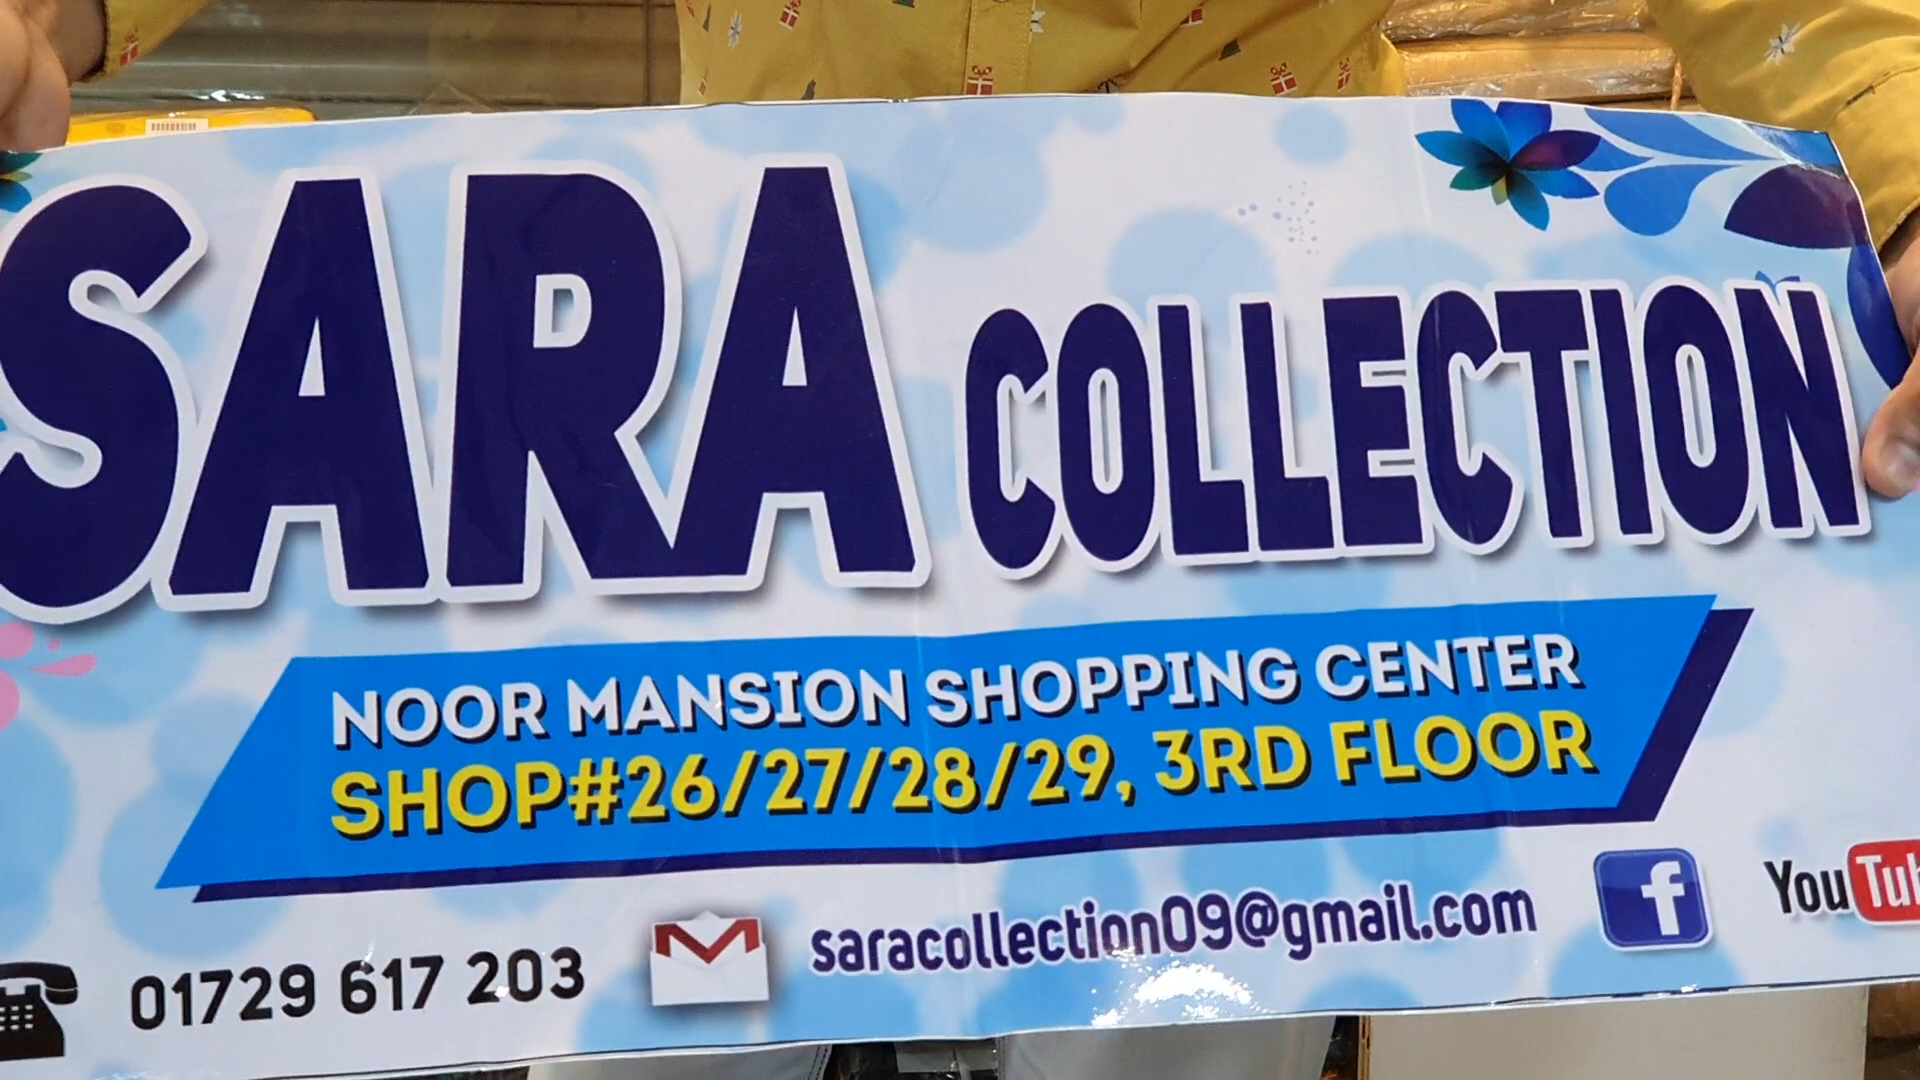 SARA COLLECTION
NOOR MANSION SHOPPING CENTER
SHOP#26/27/28/29, 3RD FLOOR
01729 617 203
saracollection09@gmail.com
f
YouTub